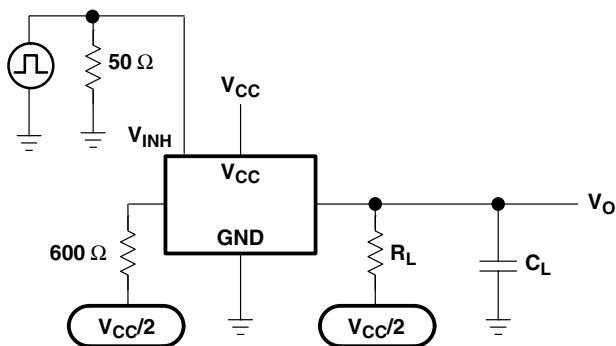 50 Ω
V_CC
V_INH
V_CC
V_O
GND
600 Ω
R_L
C_L
V_CC/2
V_CC/2